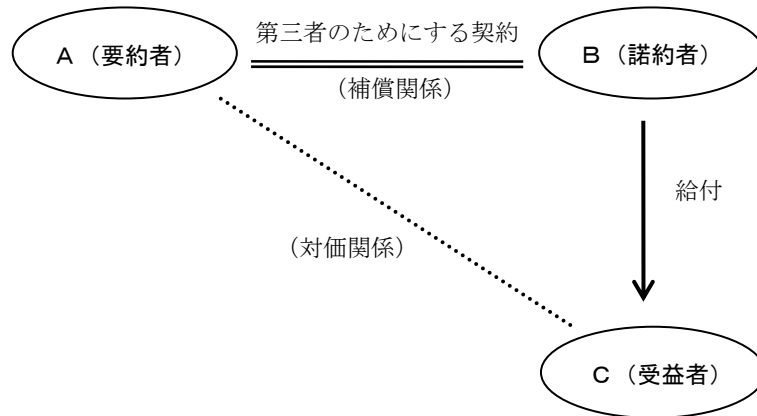 A（要約者）
第三者のためにする契約
（補償関係）
B（諾約者）
給付
（対価関係）
C（受益者）